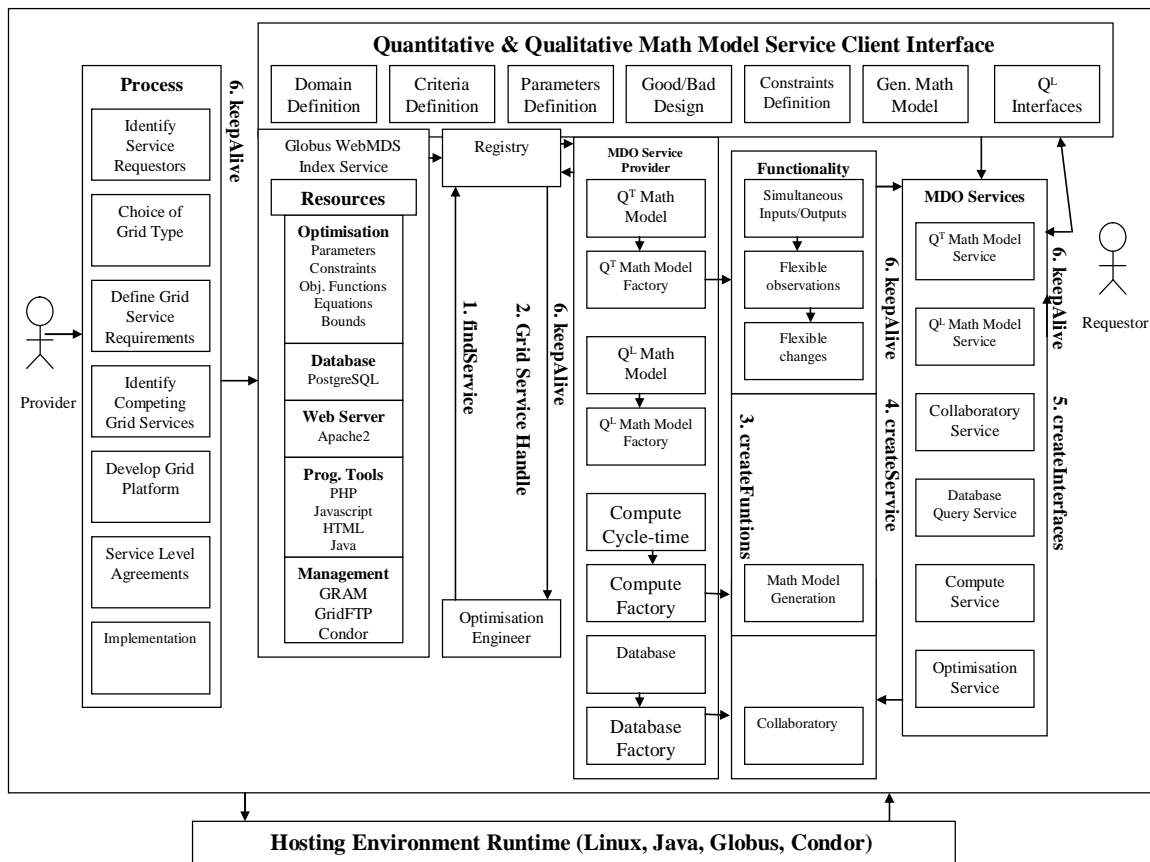 Quantitative & Qualitative Math Model Service Client Interface
Domain
Definition
Criteria
Definition
Parameters
Definition
Good/Bad
Design
Constraints
Definition
Gen. Math
Model
Q^L
Interfaces
Provider
Process
Identify
Service
Requestors
Choice of
Grid Type
Define Grid
Service
Requirements
Identify
Competing
Grid Services
Develop Grid
Platform
Service Level
Agreements
Implementation
6. keepAlive
Globus WebMDS
Index Service
Resources
Optimisation
Parameters
Constraints
Obj. Functions
Equations
Bounds
Database
PostgreSQL
Web Server
Apache2
Prog. Tools
PHP
Javascript
HTML
Java
Management
GRAM
GridFTP
Condor
Registry
1. findService
2. Grid Service Handle
6. keepAlive
Optimisation
Engineer
MDO Service
Provider
Q^T Math
Model
Q^T Math Model
Factory
Q^L Math
Model
Q^L Math Model
Factory
Compute
Cycle-time
Compute
Factory
Database
Database
Factory
Functionality
Simultaneous
Inputs/Outputs
Flexible
observations
Flexible
changes
3. createFuntions
Math Model
Generation
Collaboratory
6. keepAlive
4. createService
MDO Services
Q^T Math Model
Service
Q^L Math Model
Service
Collaboratory
Service
Database
Query Service
Compute
Service
Optimisation
Service
6. keepAlive
5. createInterfaces
Requestor
Hosting Environment Runtime (Linux, Java, Globus, Condor)